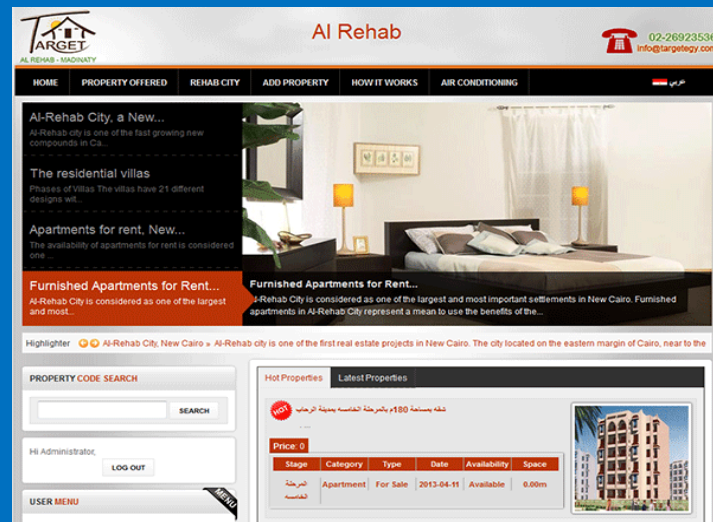 TARGET
AL REHAB - MADINATY
Al Rehab
02-26923536
Info@targetegy.com
HOME PROPERTY OFFERED REHAB CITY ADD PROPERTY HOW IT WORKS AIR CONDITIONING عربي
Al-Rehab City, a New...
Al-Rehab city is one of the fast growing new
compounds in Ca...
The residential villas
Phases of Villas The villas have 21 different
designs wit...
Apartments for rent, New...
The availability of apartments for rent is considered
one ...
Furnished Apartments for Rent...
Al-Rehab City is considered as one of the largest
and most...
Furnished Apartments for Rent...
Al-Rehab City is considered as one of the largest and most important settlements in New Cairo. Furnished
apartments in Al-Rehab City represent a mean to use the benefits of the...
Highlighter Al-Rehab City, New Cairo » Al-Rehab city is one of the first real estate projects in New Cairo. The city located on the eastern margin of Cairo, near to the
PROPERTY CODE SEARCH
SEARCH
Hi Administrator,
LOG OUT
USER MENU
MENU
Hot Properties Latest Properties
HOT شقه بمساحة 180م بالمرحلة الخامسه بمدينة الرحاب
...
Price: 0
Stage Category Type Date Availability Space
المرحلة الخامسه Apartment For Sale 2013-04-11 Available 0.00m